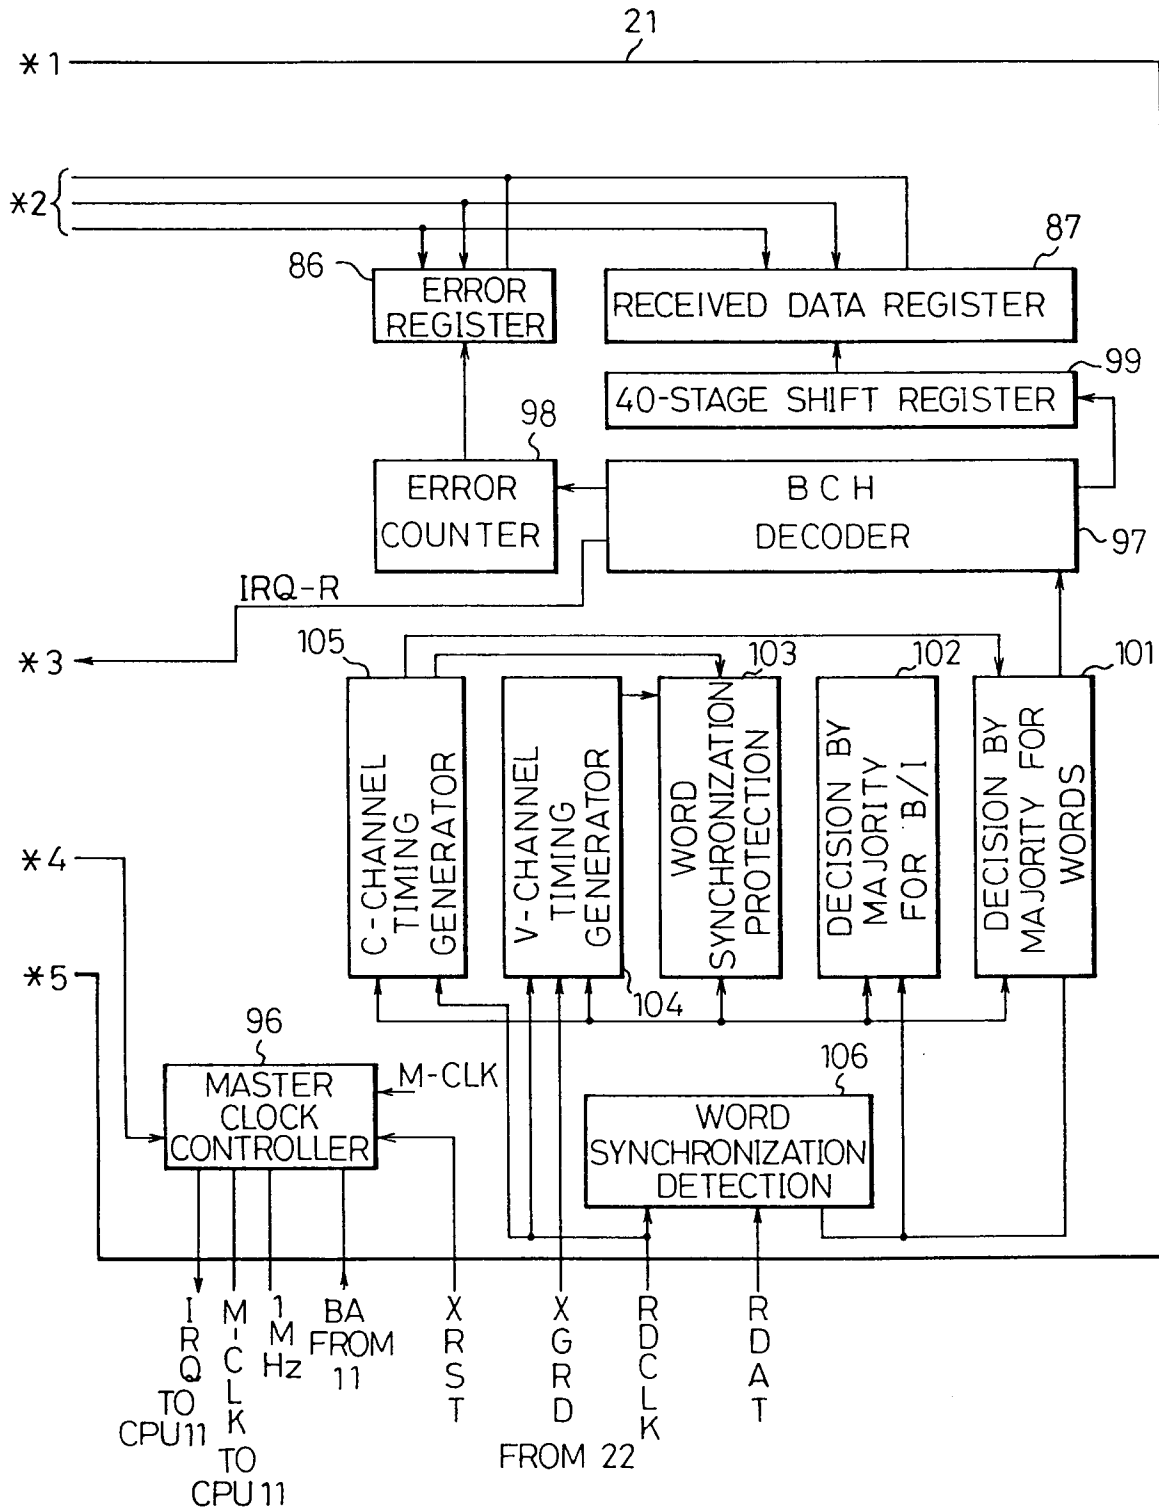 21
*1
*2
86
87
ERROR
REGISTER
RECEIVED DATA REGISTER
99
40-STAGE SHIFT REGISTER
98
ERROR
COUNTER
BCH
DECODER
97
IRQ-R
*3
105
103
102
101
C-CHANNEL
TIMING
GENERATOR
V-CHANNEL
TIMING
GENERATOR
WORD
SYNCHRONIZATION
PROTECTION
DECISION BY
MAJORITY
FOR B/I
DECISION BY
MAJORITY FOR
WORDS
*4
*5
104
96
M-CLK
MASTER
CLOCK
CONTROLLER
106
WORD
SYNCHRONIZATION
DETECTION
IRQ
TO
CPU11
M-CLK
TO
CPU11
1
M
Hz
BA
FROM
11
XRST
XGRD
RDCLK
RDAT
FROM 22